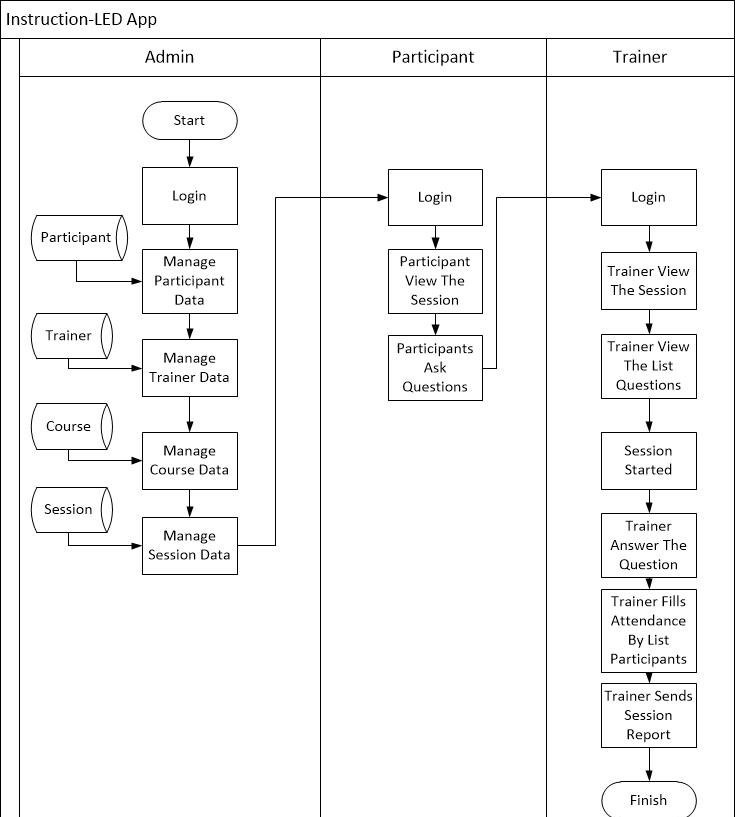 Instruction-LED App
Admin
Participant
Trainer
Start
Login
Participant
Manage
Participant
Data
Trainer
Manage
Trainer Data
Course
Manage
Course Data
Session
Manage
Session Data
Login
Participant
View The
Session
Participants
Ask
Questions
Login
Trainer View
The Session
Trainer View
The List
Questions
Session
Started
Trainer
Answer The
Question
Trainer Fills
Attendance
By List
Participants
Trainer Sends
Session
Report
Finish